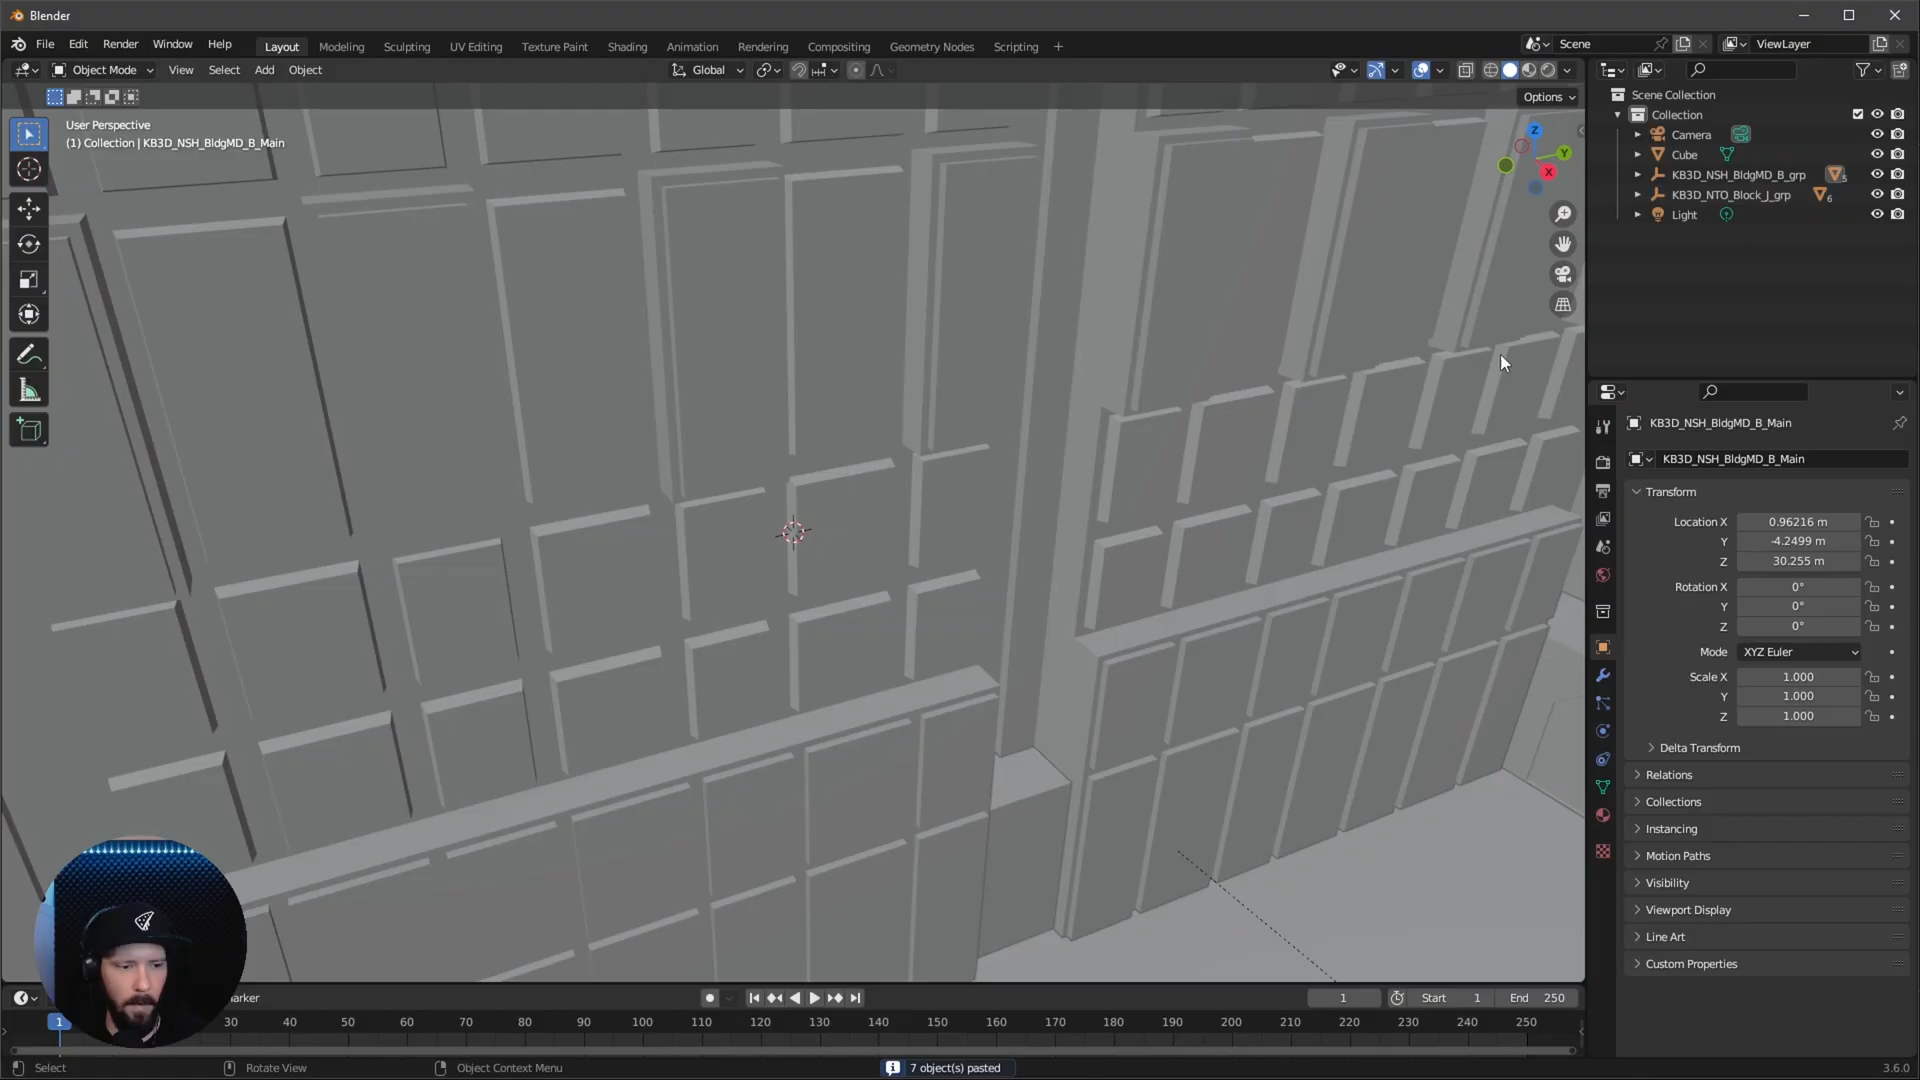 Blender
File Edit Render Window Help Layout Modeling Sculpting UV Editing Texture Paint Shading Animation Rendering Compositing Geometry Nodes Scripting + Scene ViewLayer
Object Mode View Select Add Object Global
Options
User Perspective
(1) Collection | KB3D_NSH_BldgMD_B_Main
Z
Y
X
Scene Collection
Collection
Camera
Cube
KB3D_NSH_BldgMD_B_grp 5
KB3D_NTO_Block_J_grp 6
Light
KB3D_NSH_BldgMD_B_Main
KB3D_NSH_BldgMD_B_Main
Transform
Location X 0.96216 m
Y -4.2499 m
Z 30.255 m
Rotation X 0°
Y 0°
Z 0°
Mode XYZ Euler
Scale X 1.000
Y 1.000
Z 1.000
Delta Transform
Relations
Collections
Instancing
Motion Paths
Visibility
Viewport Display
Line Art
Custom Properties
arker 1 Start 1 End 250
1 30 40 50 60 70 80 90 100 110 120 130 140 150 160 170 180 190 200 210 220 230 240 250
Select Rotate View Object Context Menu 7 object(s) pasted 3.6.0